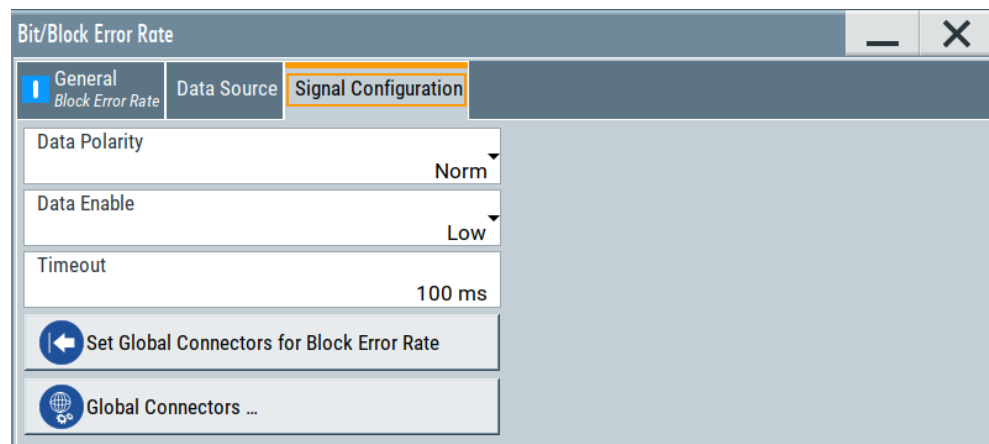 Bit/Block Error Rate
General
Block Error Rate
Data Source
Signal Configuration
Data Polarity
Norm
Data Enable
Low
Timeout
100 ms
Set Global Connectors for Block Error Rate
Global Connectors ...